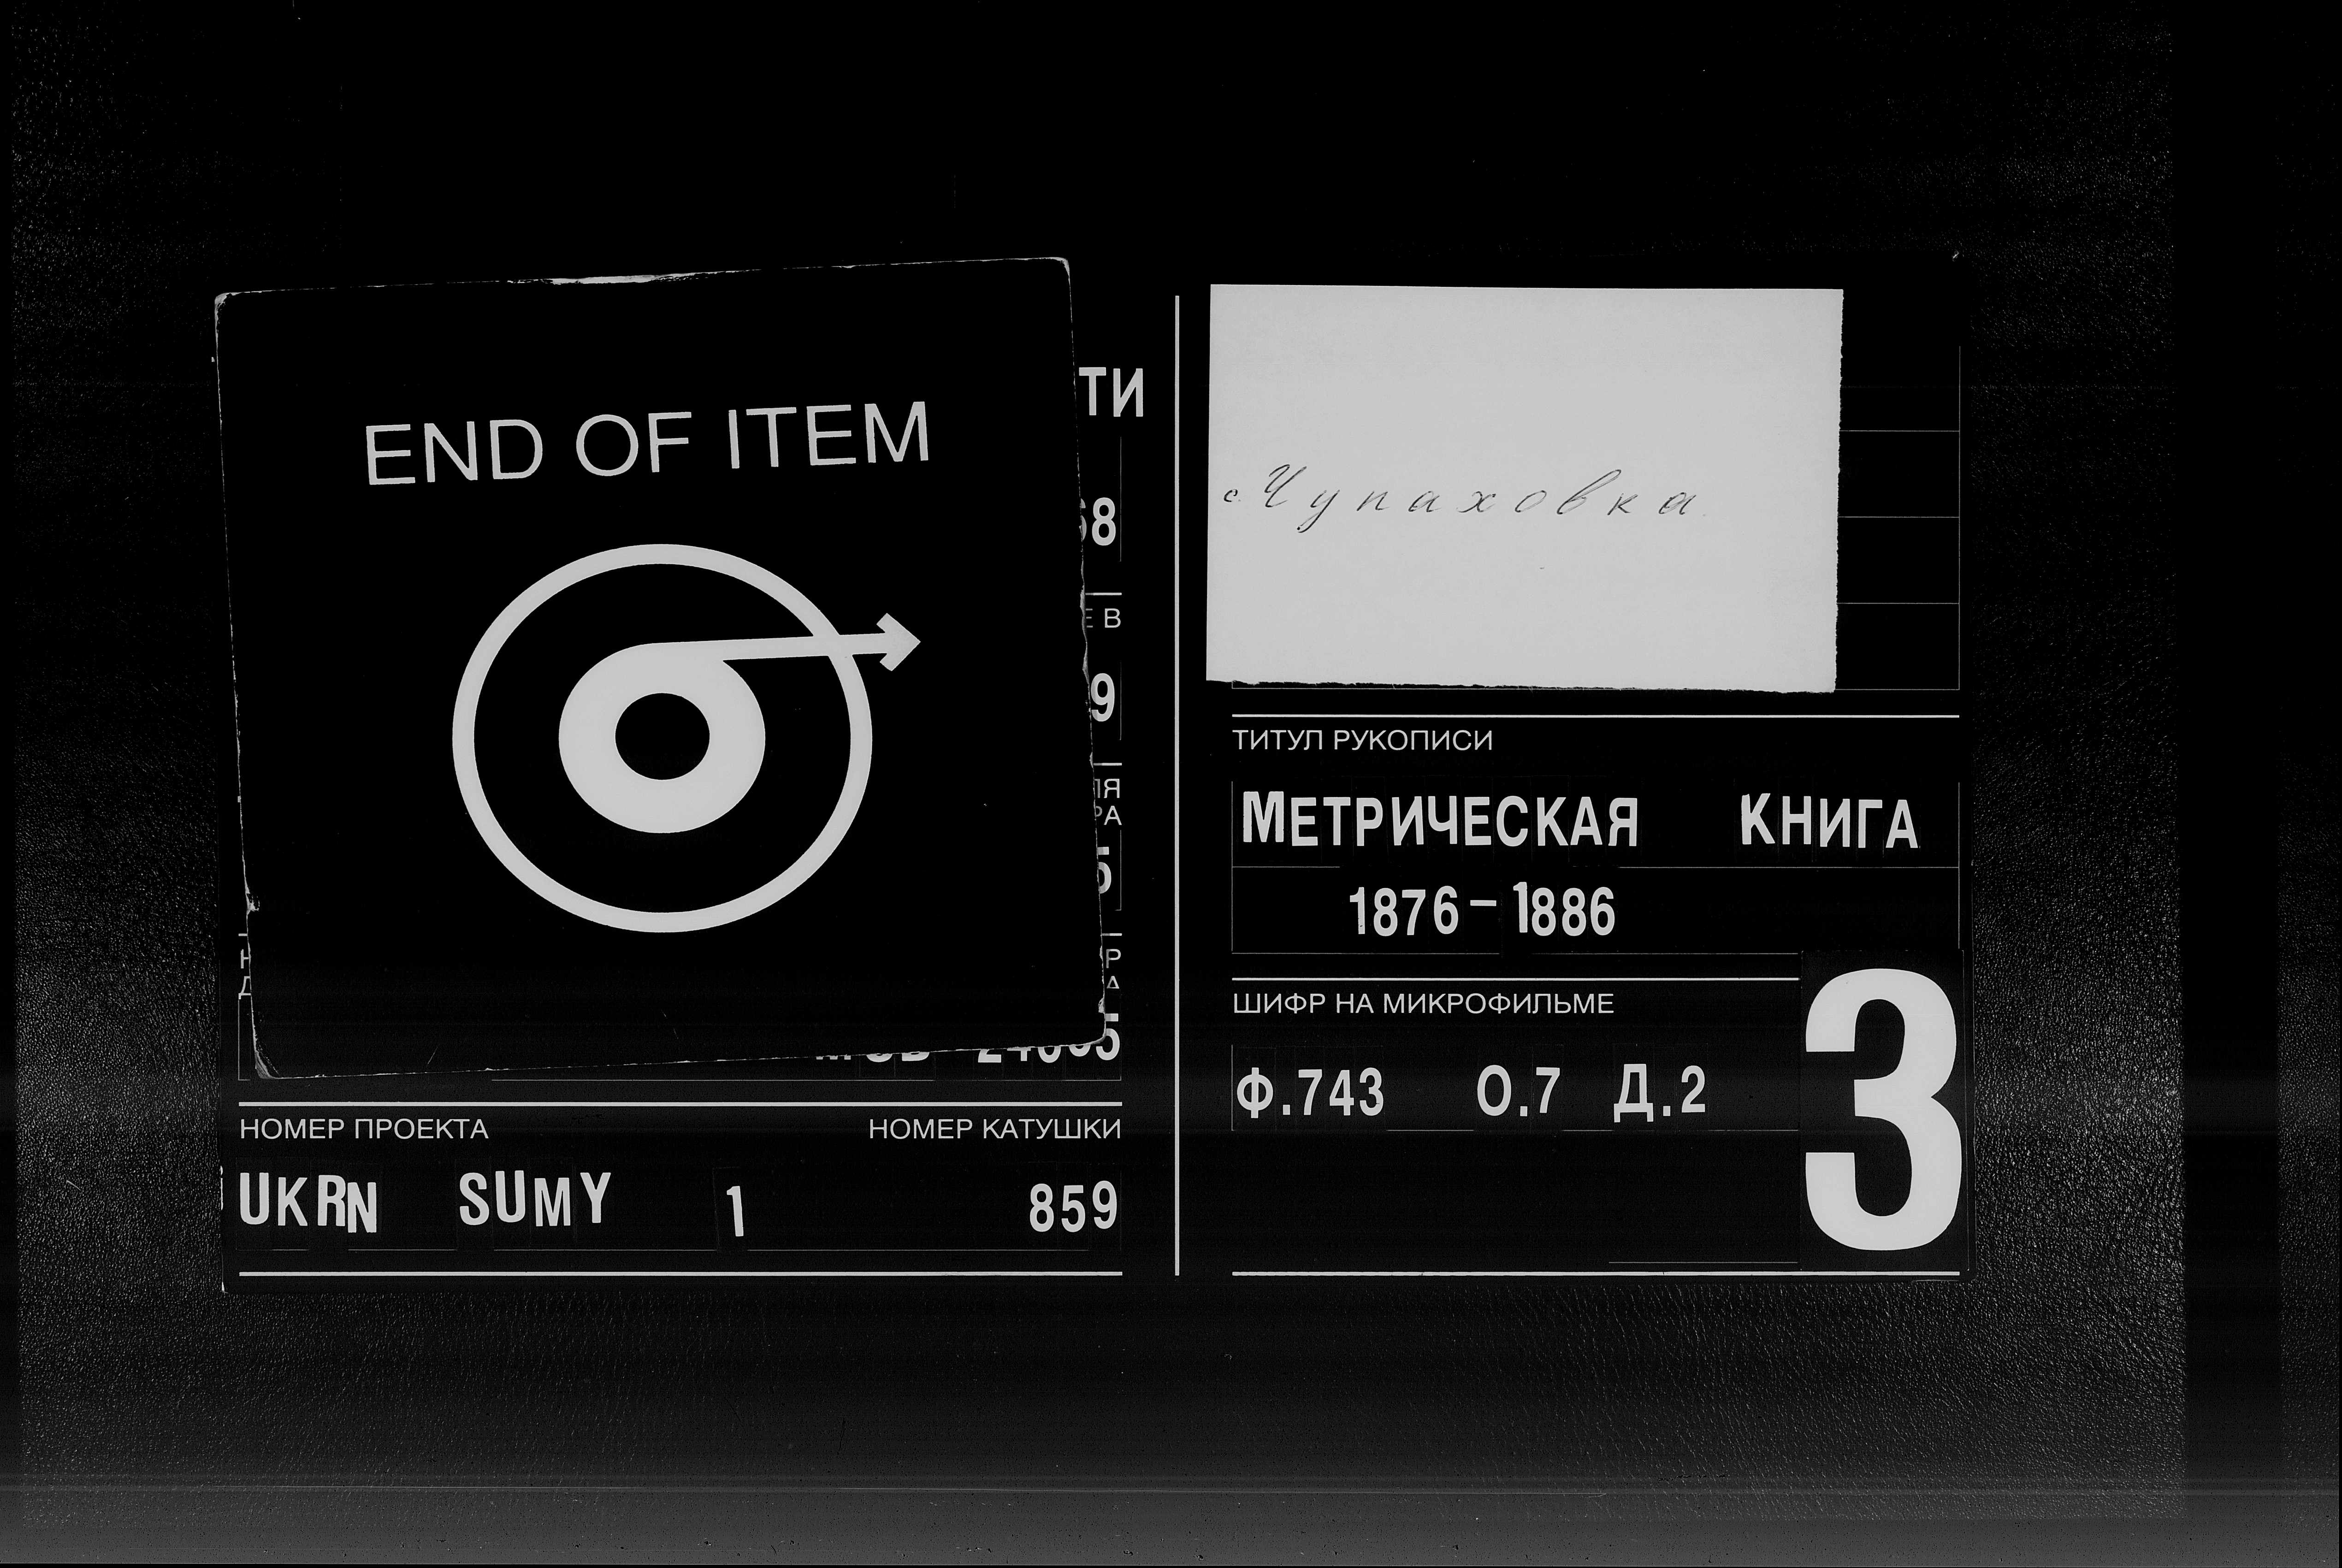 END OF ITEM
НОМЕР ПРОЕКТА НОМЕР КАТУШКИ
UKRN SUMY 1 859
с. Чупаховка
ТИТУЛ РУКОПИСИ
МЕТРИЧЕСКАЯ КНИГА
1876-1886
ШИФР НА МИКРОФИЛЬМЕ
Ф.743 О.7 Д.2
3